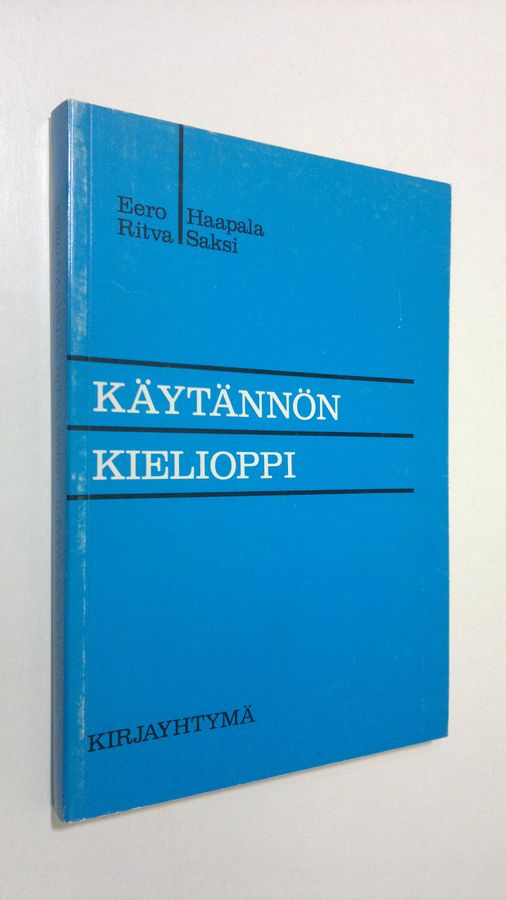 Eero Haapala
Ritva Saksi
KÄYTÄNNÖN
KIELIOPPI
KIRJAYHTYMÄ